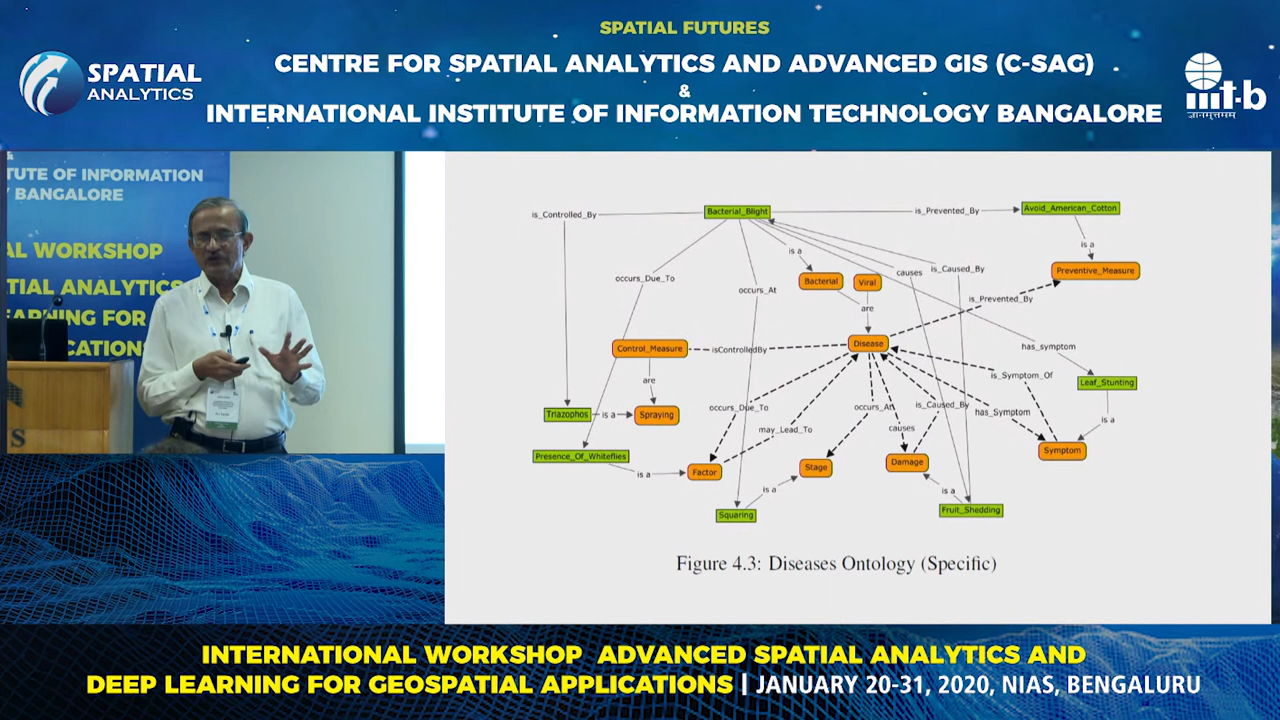 SPATIAL FUTURES
CENTRE FOR SPATIAL ANALYTICS AND ADVANCED GIS (C-SAG)
&
INTERNATIONAL INSTITUTE OF INFORMATION TECHNOLOGY BANGALORE
SPATIAL
ANALYTICS
iiit-b
ज्ञानमुत्तमम्
TUTE OF INFORMATION
BANGALORE
AL WORKSHOP
TIAL ANALYTICS
EARNING FOR
CATIONS
S
is_Controlled_By
Bacterial_Blight
is_Prevented_By
Avoid_American_Cotton
is a
is a
occurs_Due_To
occurs_At
Bacterial
Viral
causes
is_Caused_By
Preventive_Measure
are
is_Prevented_By
Control_Measure
isControlledBy
Disease
has_symptom
are
is_Symptom_Of
Leaf_Stunting
Triazophos
is a
Spraying
occurs_Due_To
occurs_At
is_Caused_By
has_Symptom
is a
may_Lead_To
causes
Presence_Of_Whiteflies
is a
Factor
Stage
Damage
Symptom
is a
is a
Squaring
Fruit_Shedding
Figure 4.3: Diseases Ontology (Specific)
INTERNATIONAL WORKSHOP ADVANCED SPATIAL ANALYTICS AND
DEEP LEARNING FOR GEOSPATIAL APPLICATIONS | JANUARY 20-31, 2020, NIAS, BENGALURU